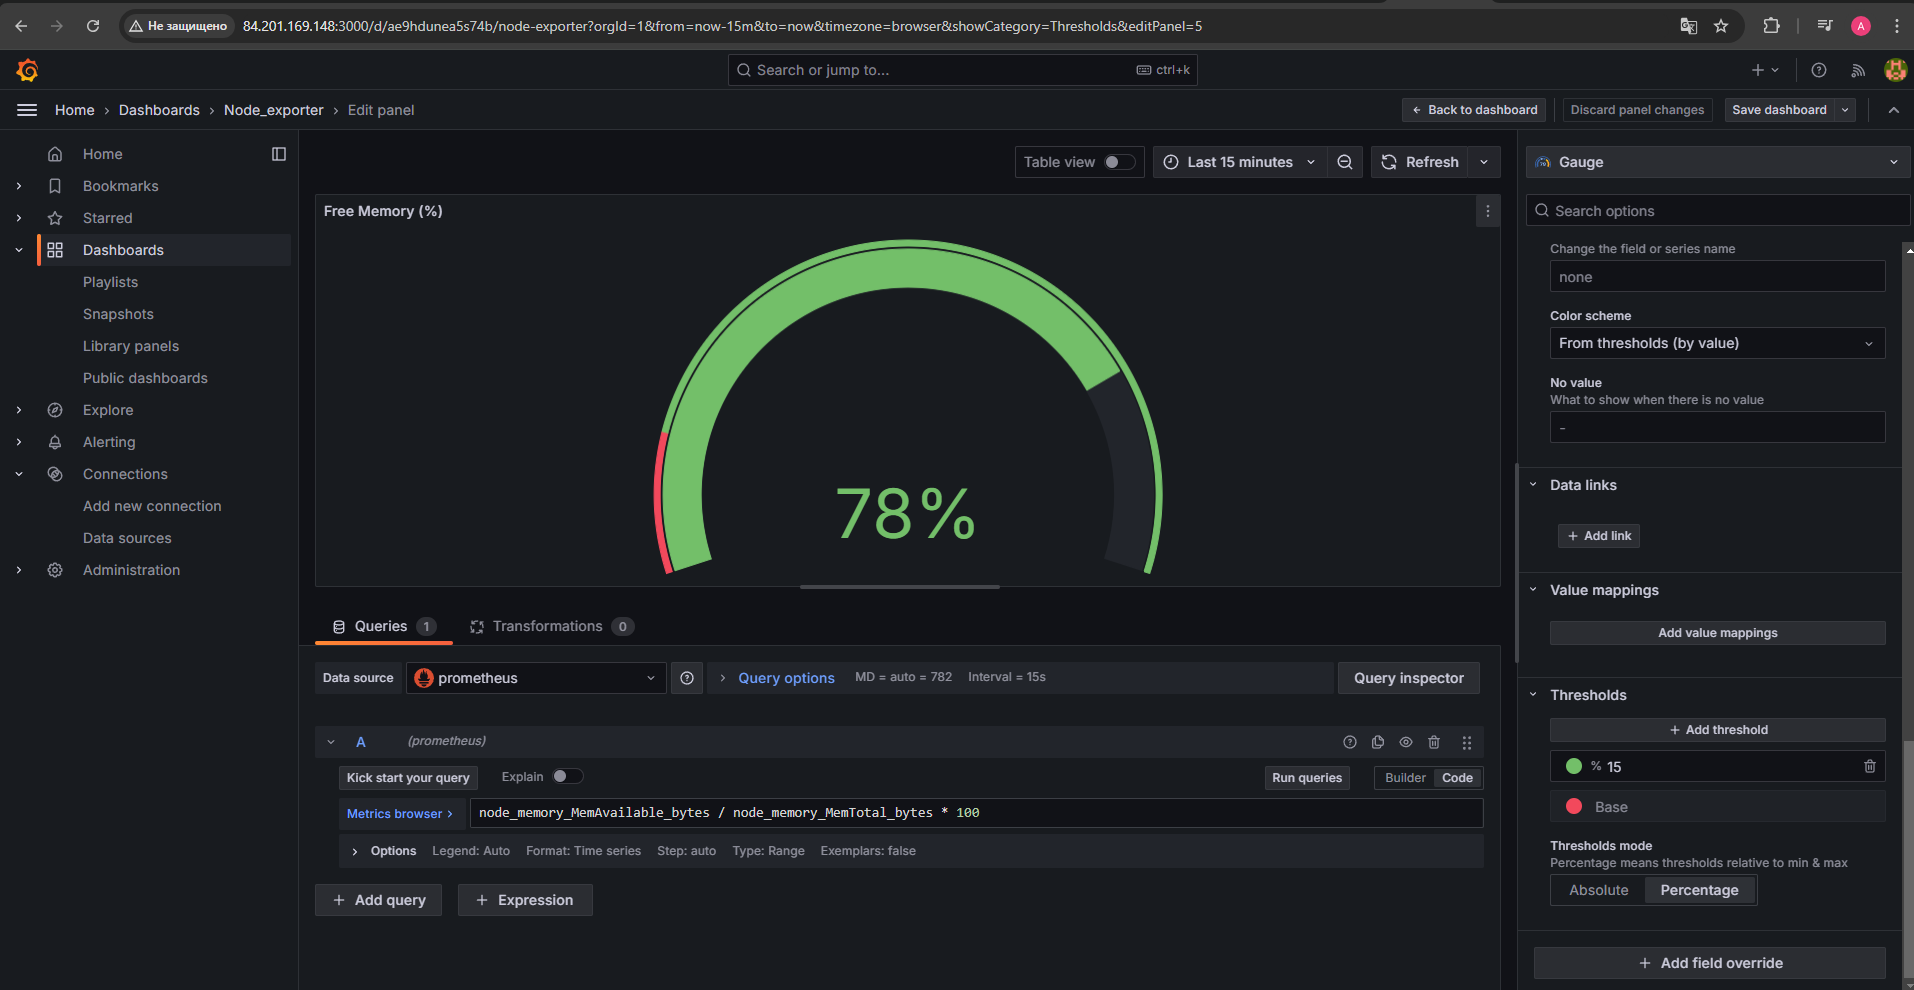 Не защищено
84.201.169.148:3000/d/ae9hdunea5s74b/node-exporter?orgId=1&from=now-15m&to=now&timezone=browser&showCategory=Thresholds&editPanel=5
A
Search or jump to...
ctrl+k
Home › Dashboards › Node_exporter › Edit panel
Back to dashboard
Discard panel changes
Save dashboard
Home
Bookmarks
Starred
Dashboards
Playlists
Snapshots
Library panels
Public dashboards
Explore
Alerting
Connections
Add new connection
Data sources
Administration
Table view
Last 15 minutes
Refresh
Free Memory (%)
78%
Queries 1
Transformations 0
Data source
prometheus
Query options
MD = auto = 782
Interval = 15s
Query inspector
A
(prometheus)
Kick start your query
Explain
Run queries
Builder
Code
Metrics browser >
node_memory_MemAvailable_bytes / node_memory_MemTotal_bytes * 100
Options
Legend: Auto
Format: Time series
Step: auto
Type: Range
Exemplars: false
+ Add query
+ Expression
Gauge
Search options
Change the field or series name
none
Color scheme
From thresholds (by value)
No value
What to show when there is no value
-
Data links
+ Add link
Value mappings
Add value mappings
Thresholds
+ Add threshold
% 15
Base
Thresholds mode
Percentage means thresholds relative to min & max
Absolute
Percentage
+ Add field override